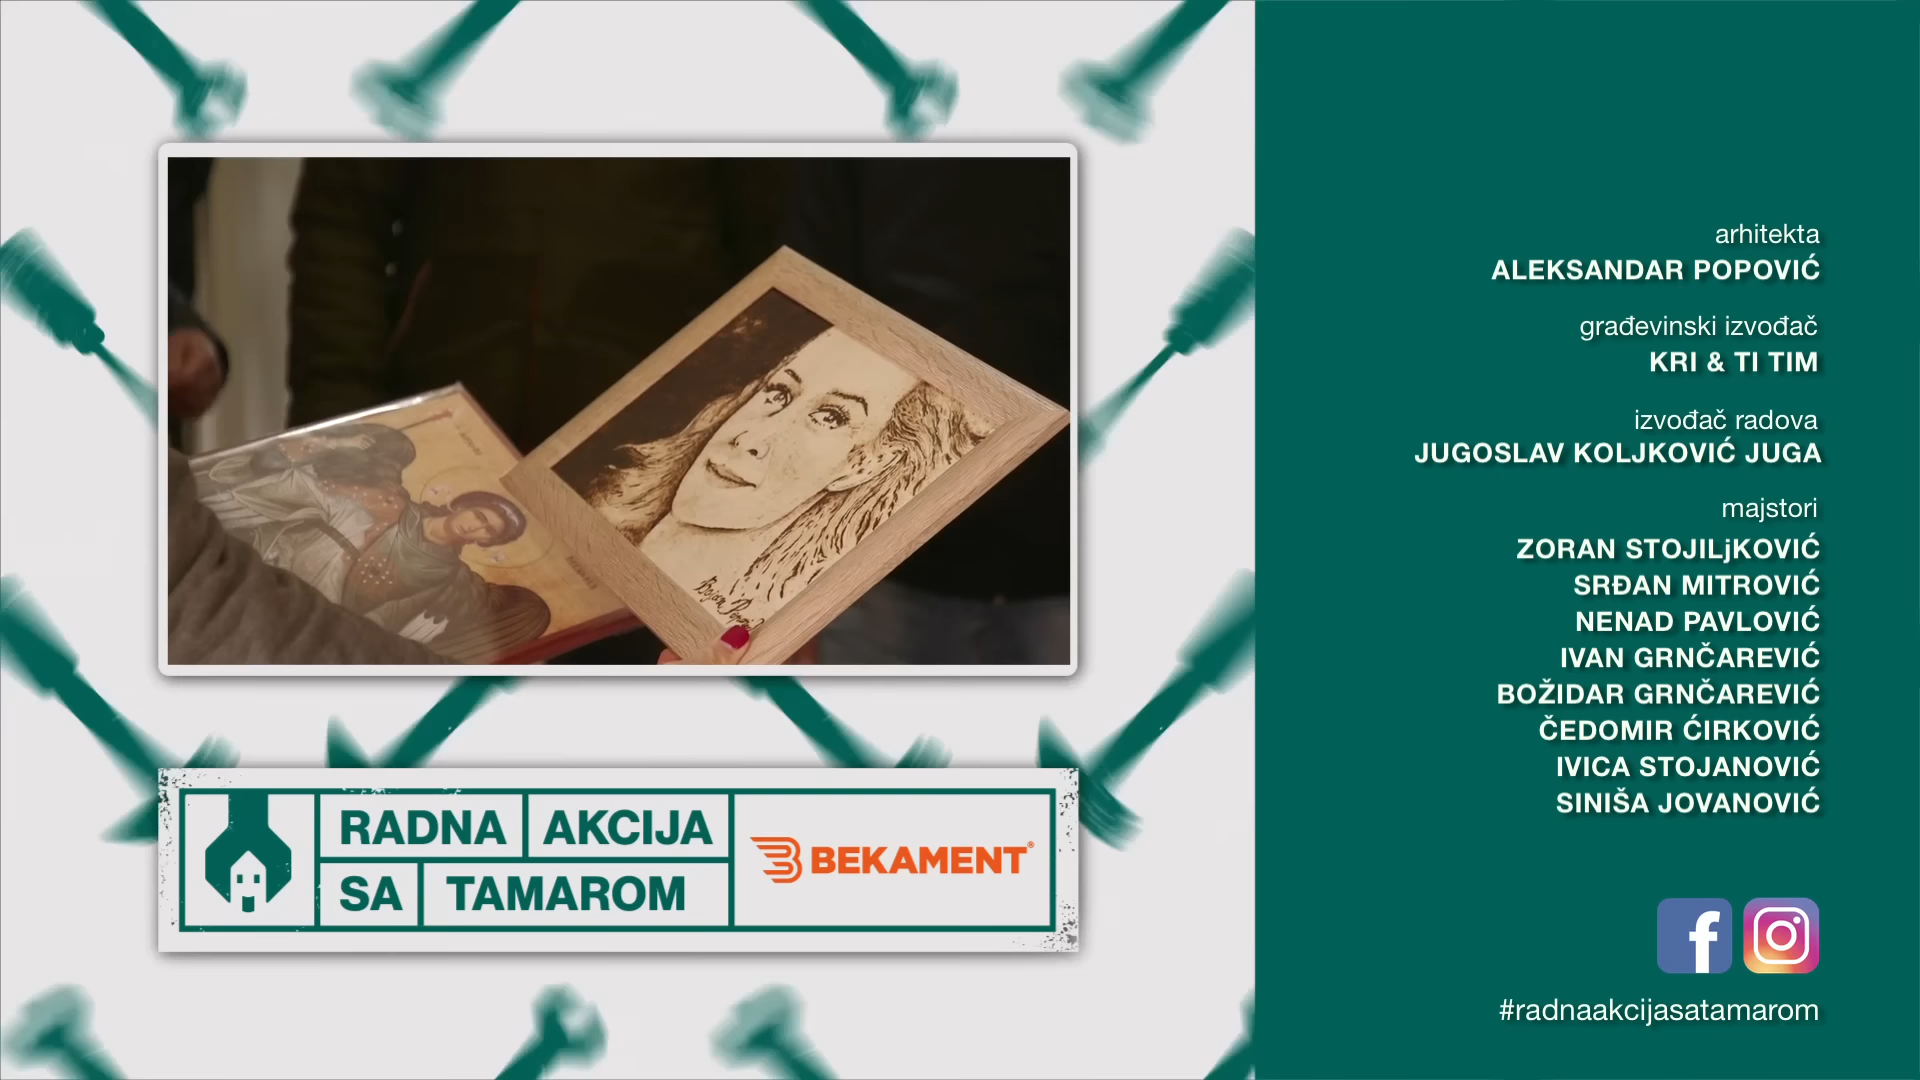 arhitekta
ALEKSANDAR POPOVIĆ
građevinski izvođač
KRI & TI TIM
izvođač radova
JUGOSLAV KOLJKOVIĆ JUGA
majstori
ZORAN STOJILjKOVIĆ
SRĐAN MITROVIĆ
NENAD PAVLOVIĆ
IVAN GRNČAREVIĆ
BOŽIDAR GRNČAREVIĆ
ČEDOMIR ĆIRKOVIĆ
IVICA STOJANOVIĆ
SINIŠA JOVANOVIĆ
#radnaakcijasatamarom
RADNA AKCIJA
SA TAMAROM
BEKAMENT®